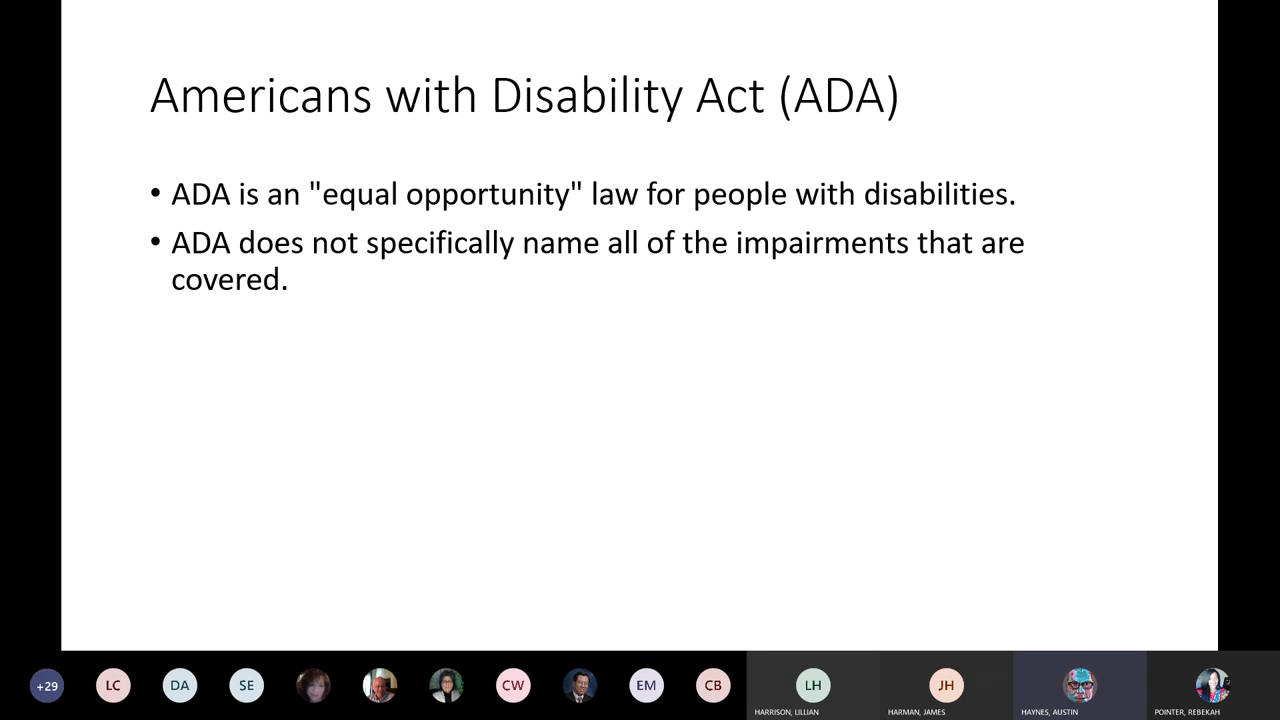 Americans with Disability Act (ADA)
• ADA is an "equal opportunity" law for people with disabilities.
• ADA does not specifically name all of the impairments that are
covered.
+29 LC DA SE CW EM CB LH JH
HARRISON, LILLIAN HARMAN, JAMES HAYNES, AUSTIN POINTER, REBEKAH